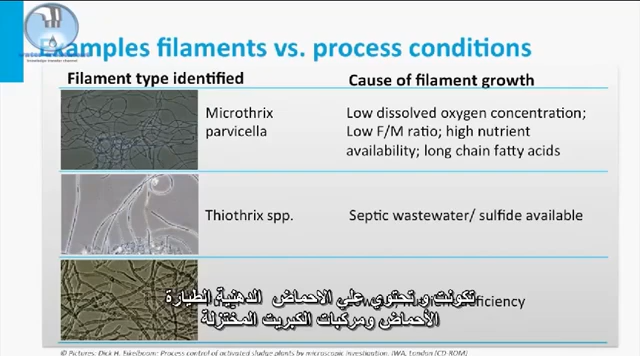 Examples filaments vs. process conditions
Filament type identified
Cause of filament growth
Microthrix
parvicella
Low dissolved oxygen concentration;
Low F/M ratio; high nutrient
availability; long chain fatty acids
Thiothrix spp.
Septic wastewater/ sulfide available
deficiency
تكونت و تحتوي علي الاحماض الدهنية الطيارة
الأحماض ومركبات الكبريت المختزلة
© Pictures: Dick H. Eikelboom: Process control of activated sludge plants by microscopic investigation. IWA, London (CD-ROM)